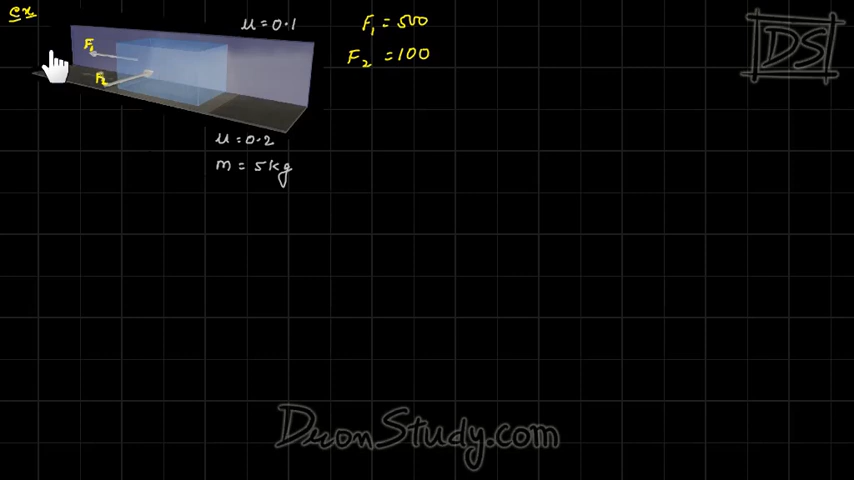 Ex.
μ = 0.1
F₁ = 500
F₂ = 100
F₁
F₂
μ = 0.2
m = 5kg
DS
DronStudy.com